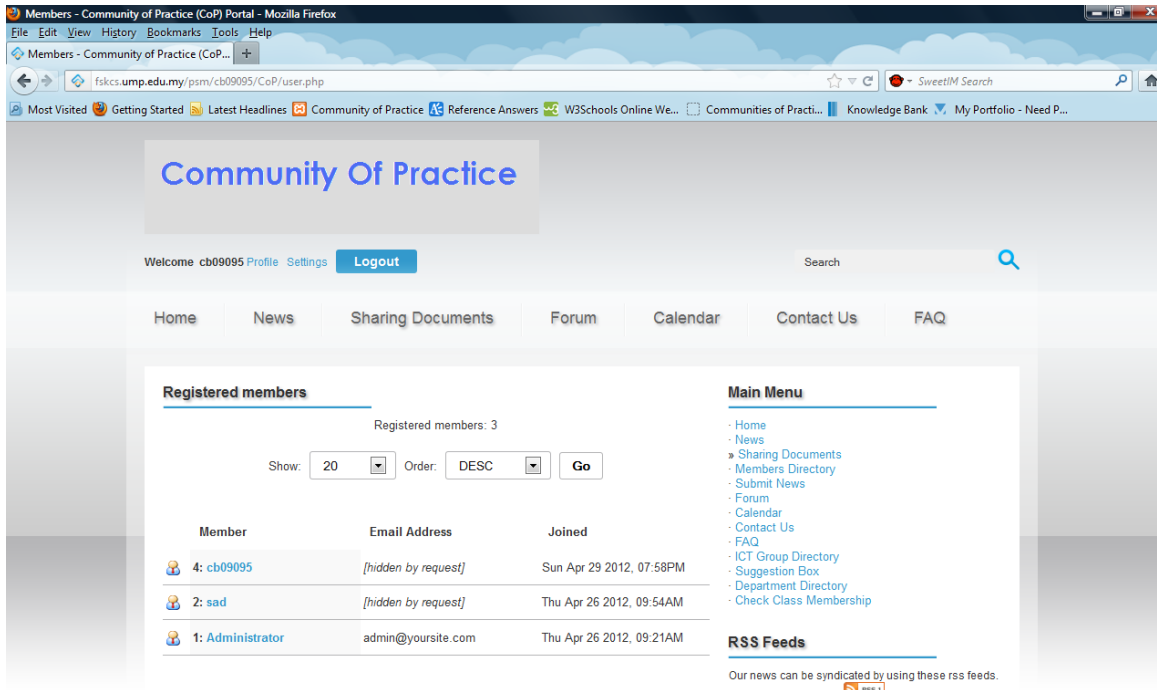 Members - Community of Practice (CoP) Portal - Mozilla Firefox
File Edit View History Bookmarks Tools Help
Members - Community of Practice (CoP... +
fskcs.ump.edu.my/psm/cb09095/CoP/user.php
SweetIM Search
Most Visited Getting Started Latest Headlines Community of Practice Reference Answers W3Schools Online We... Communities of Practi... Knowledge Bank My Portfolio - Need P...
Community Of Practice
Welcome cb09095 Profile Settings Logout
Search
Home News Sharing Documents Forum Calendar Contact Us FAQ
Registered members
Registered members: 3
Show: 20 Order: DESC Go
Member Email Address Joined
4: cb09095 [hidden by request] Sun Apr 29 2012, 07:58PM
2: sad [hidden by request] Thu Apr 26 2012, 09:54AM
1: Administrator admin@yoursite.com Thu Apr 26 2012, 09:21AM
Main Menu
· Home
· News
» Sharing Documents
· Members Directory
· Submit News
· Forum
· Calendar
· Contact Us
· FAQ
· ICT Group Directory
· Suggestion Box
· Department Directory
· Check Class Membership
RSS Feeds
Our news can be syndicated by using these rss feeds.